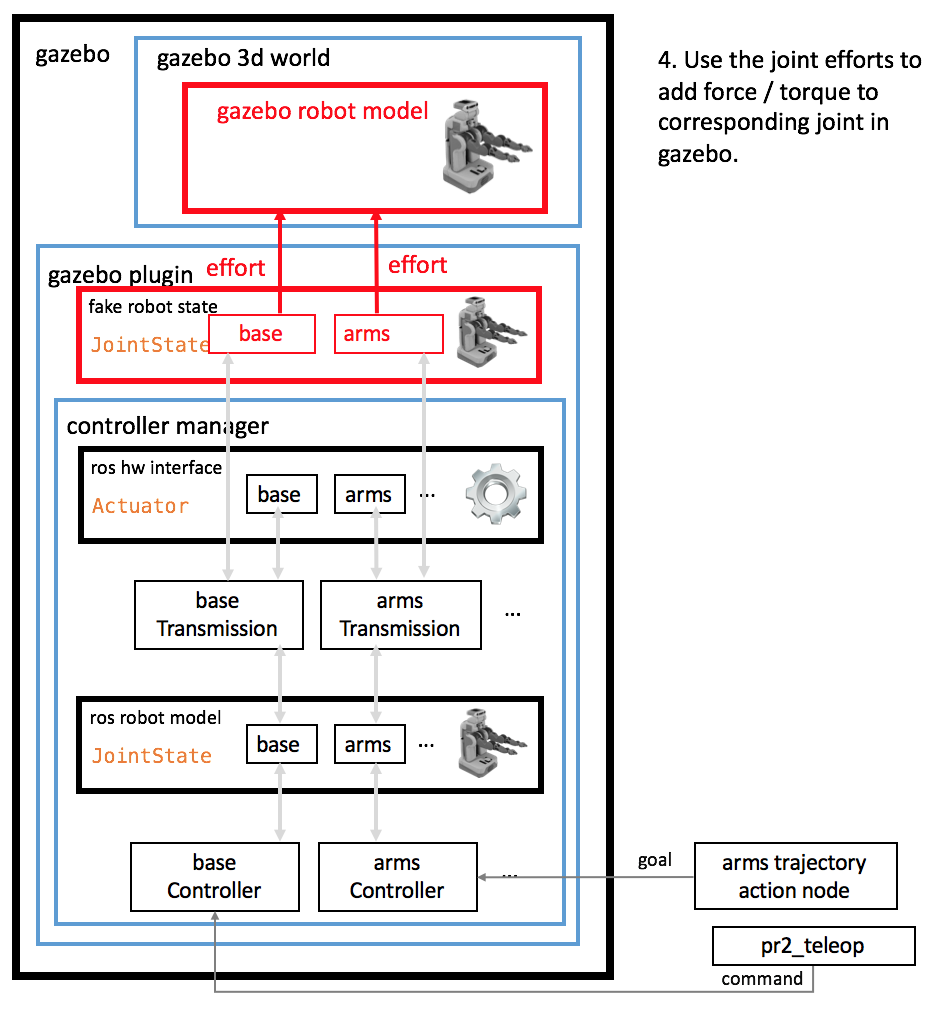 gazebo
gazebo 3d world
gazebo robot model
4. Use the joint efforts to
add force / torque to
corresponding joint in
gazebo.
effort
effort
gazebo plugin
fake robot state
JointState
base
arms
controller manager
ros hw interface
Actuator
base
arms
...
base
Transmission
arms
Transmission
...
ros robot model
JointState
base
arms
...
base
Controller
arms
Controller
...
goal
arms trajectory
action node
pr2_teleop
command